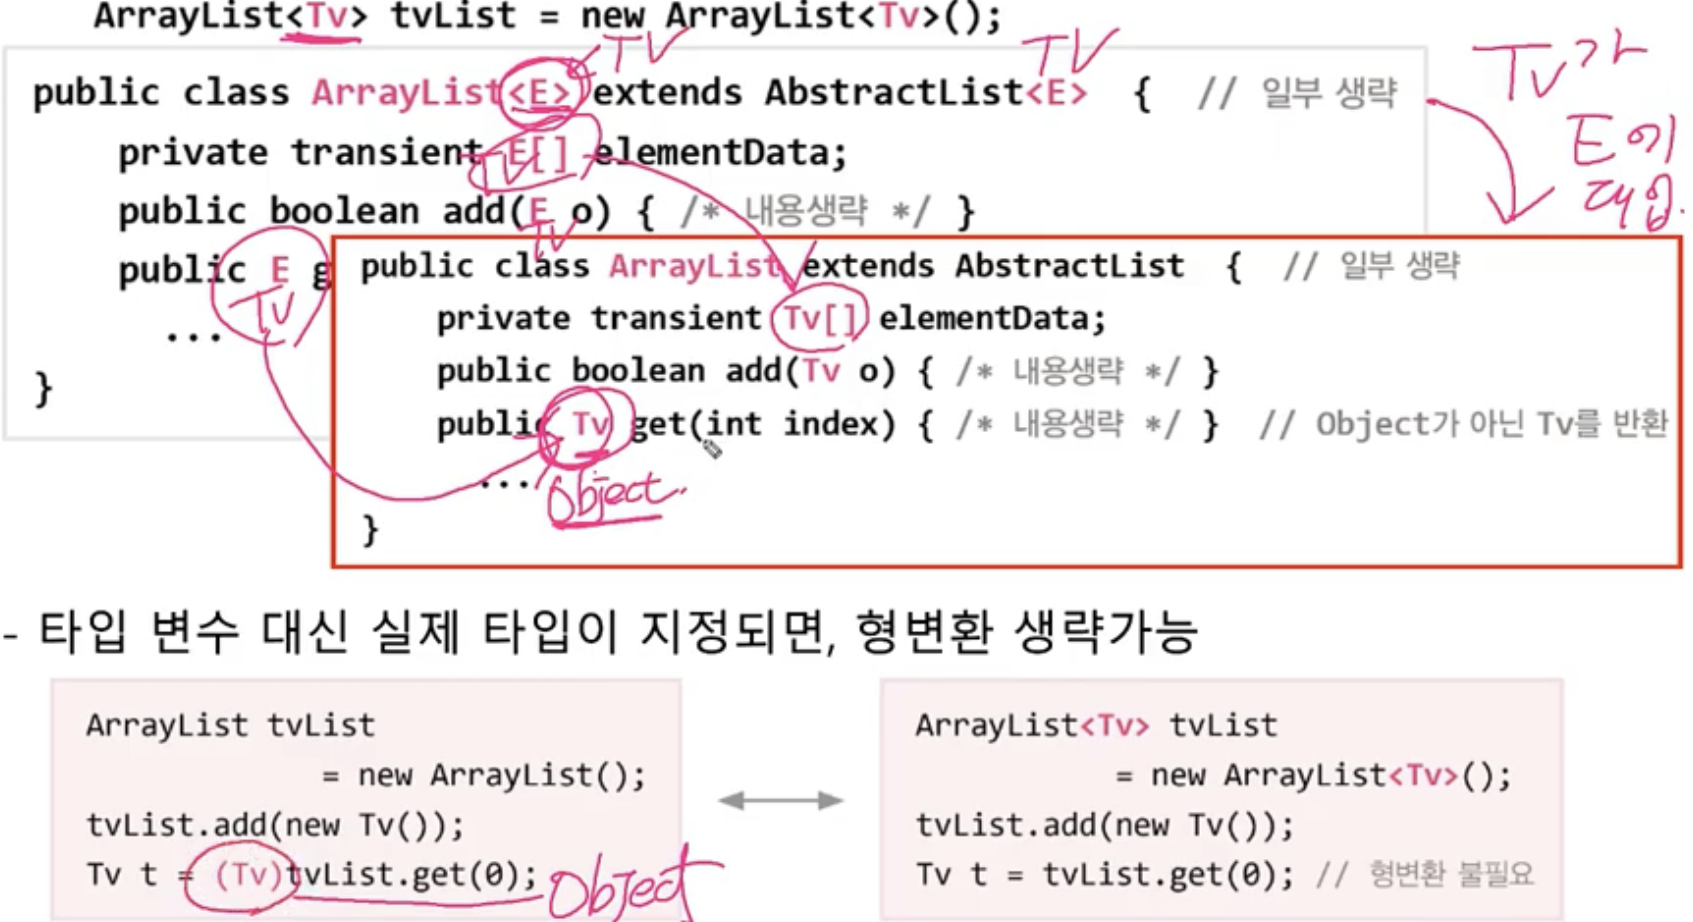 ArrayList<Tv> tvList = new ArrayList<Tv>();
TV TV
public class ArrayList<E> extends AbstractList<E> { // 일부 생략
Tv가
E에
대입.
private transient E[] elementData;
Tv
public boolean add(E o) { /* 내용생략 */ }
Tv
public E g
Tv
...
}
public class ArrayList extends AbstractList { // 일부 생략
private transient Tv[] elementData;
public boolean add(Tv o) { /* 내용생략 */ }
public Tv get(int index) { /* 내용생략 */ } // Object가 아닌 Tv를 반환
...
Object.
}
- 타입 변수 대신 실제 타입이 지정되면, 형변환 생략가능
ArrayList tvList
= new ArrayList();
tvList.add(new Tv());
Tv t = (Tv)tvList.get(0);
Object
ArrayList<Tv> tvList
= new ArrayList<Tv>();
tvList.add(new Tv());
Tv t = tvList.get(0); // 형변환 불필요